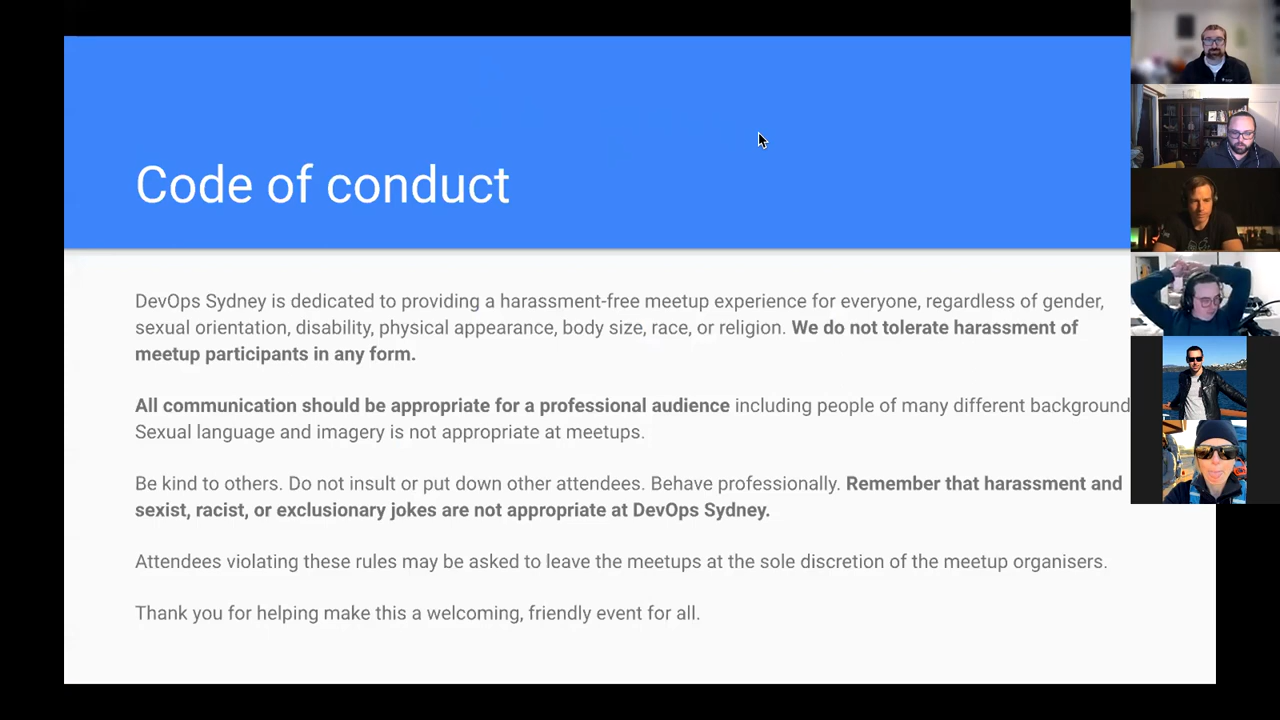 Code of conduct
DevOps Sydney is dedicated to providing a harassment-free meetup experience for everyone, regardless of gender,
sexual orientation, disability, physical appearance, body size, race, or religion. We do not tolerate harassment of
meetup participants in any form.
All communication should be appropriate for a professional audience including people of many different background
Sexual language and imagery is not appropriate at meetups.
Be kind to others. Do not insult or put down other attendees. Behave professionally. Remember that harassment and
sexist, racist, or exclusionary jokes are not appropriate at DevOps Sydney.
Attendees violating these rules may be asked to leave the meetups at the sole discretion of the meetup organisers.
Thank you for helping make this a welcoming, friendly event for all.